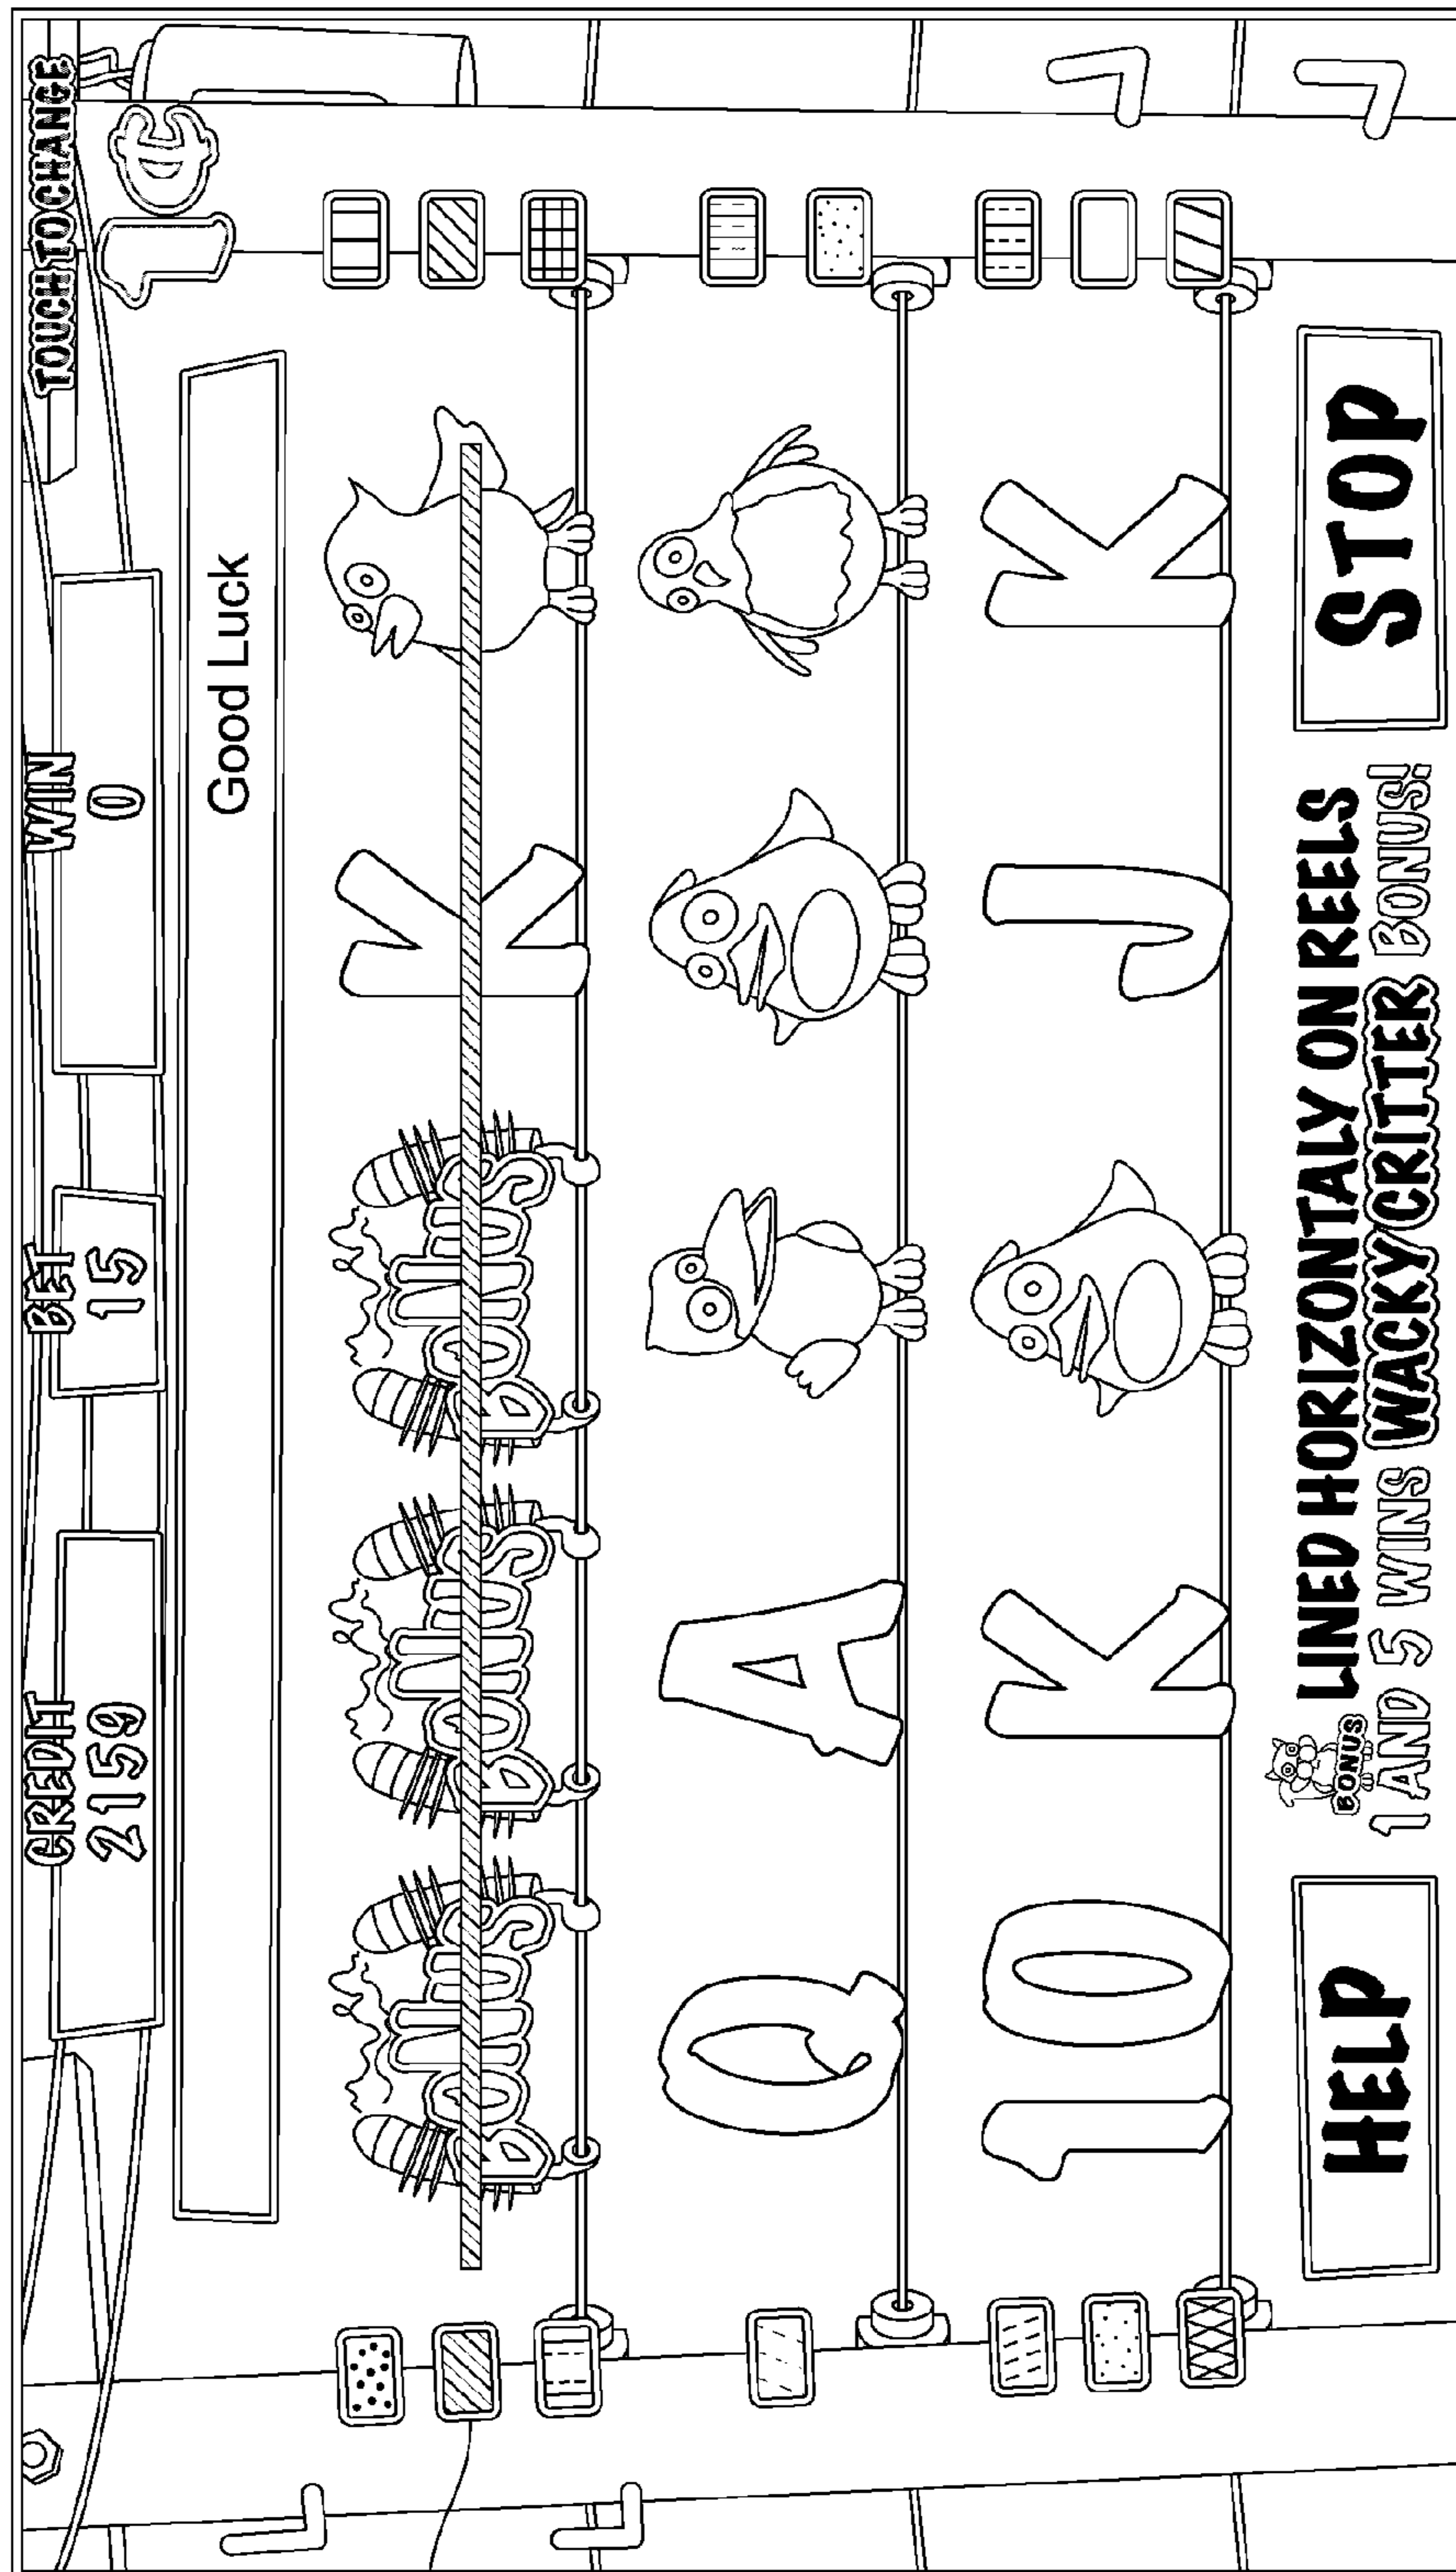 CREDIT
2159
BET
15
WIN
0
TOUCH TO CHANGE
1¢
Good Luck
BONUS BONUS BONUS K
Q A
10 K J K
HELP
BONUS LINED HORIZONTALY ON REELS
1 AND 5 WINS WACKY CRITTER BONUS!
STOP